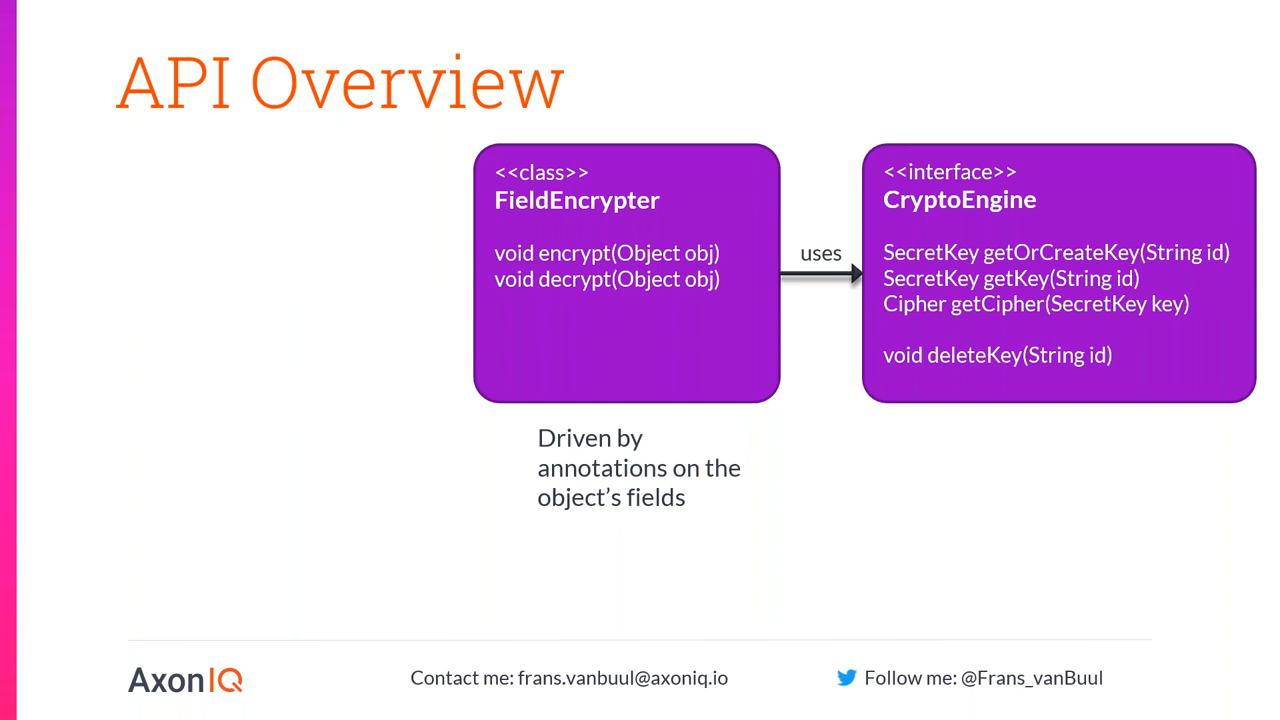 API Overview
<<class>>
FieldEncrypter
void encrypt(Object obj)
void decrypt(Object obj)
uses
<<interface>>
CryptoEngine
SecretKey getOrCreateKey(String id)
SecretKey getKey(String id)
Cipher getCipher(SecretKey key)
void deleteKey(String id)
Driven by
annotations on the
object’s fields
AxonIQ
Contact me: frans.vanbuul@axoniq.io
Follow me: @Frans_vanBuul